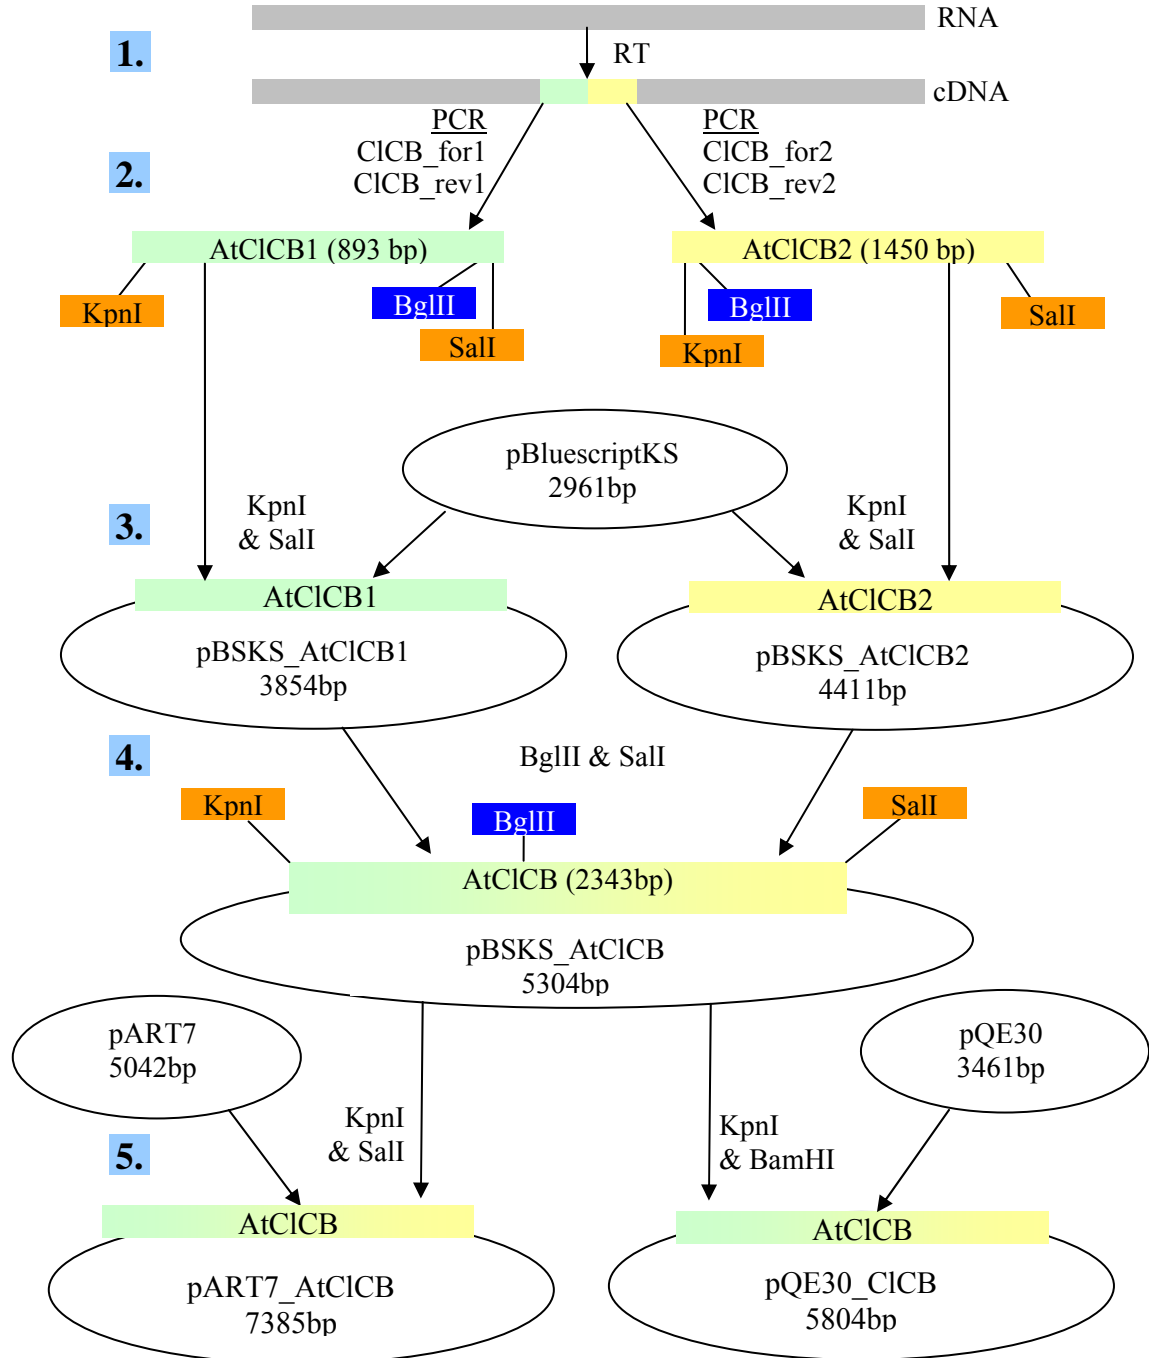 RNA
1.
RT
cDNA
PCR
ClCB_for1
ClCB_rev1
PCR
ClCB_for2
ClCB_rev2
2.
AtClCB1 (893 bp)
AtClCB2 (1450 bp)
KpnI
BglII
SalI
BglII
KpnI
SalI
pBluescriptKS
2961bp
3.
KpnI
& SalI
KpnI
& SalI
AtClCB1
pBSKS_AtClCB1
3854bp
AtClCB2
pBSKS_AtClCB2
4411bp
4.
BglII & SalI
KpnI
BglII
SalI
AtClCB (2343bp)
pBSKS_AtClCB
5304bp
pART7
5042bp
pQE30
3461bp
5.
KpnI
& SalI
KpnI
& BamHI
AtClCB
pART7_AtClCB
7385bp
AtClCB
pQE30_ClCB
5804bp